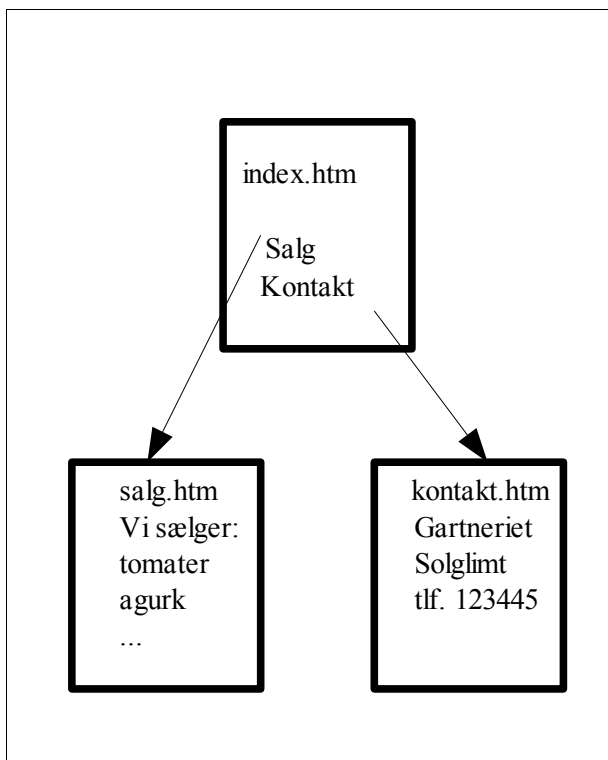 index.htm
Salg
Kontakt
salg.htm
Vi sælger:
tomater
agurk
...
kontakt.htm
Gartneriet
Solglimt
tlf. 123445